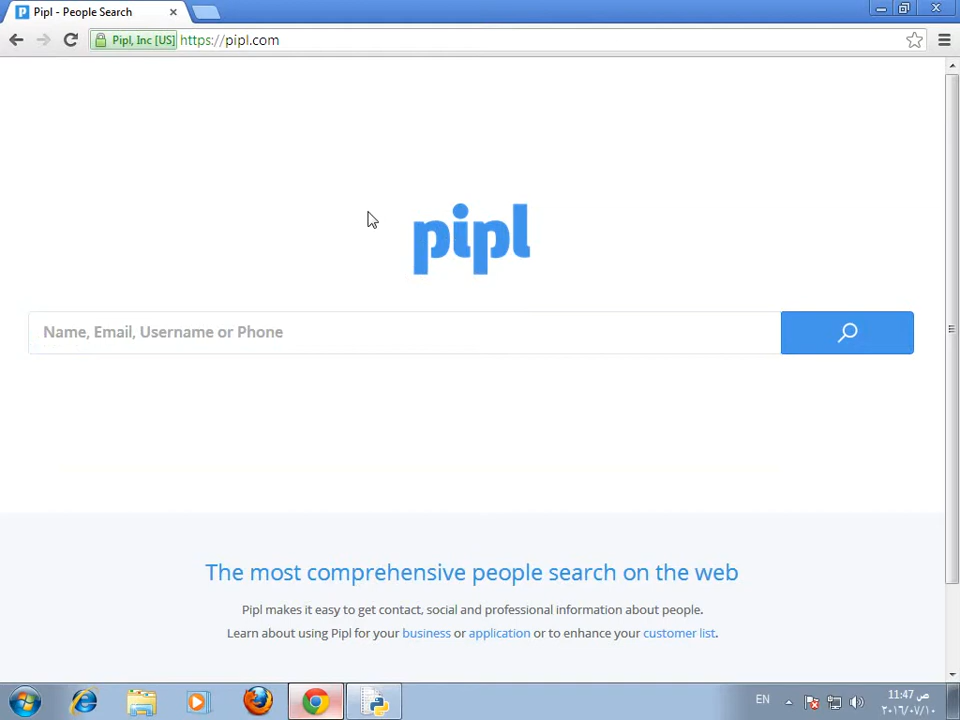 Pipl - People Search
Pipl, Inc [US] https://pipl.com
pipl
Name, Email, Username or Phone
The most comprehensive people search on the web
Pipl makes it easy to get contact, social and professional information about people.
Learn about using Pipl for your business or application or to enhance your customer list.
EN
11:47 ص
٢٠١٦/٠٧/١٠